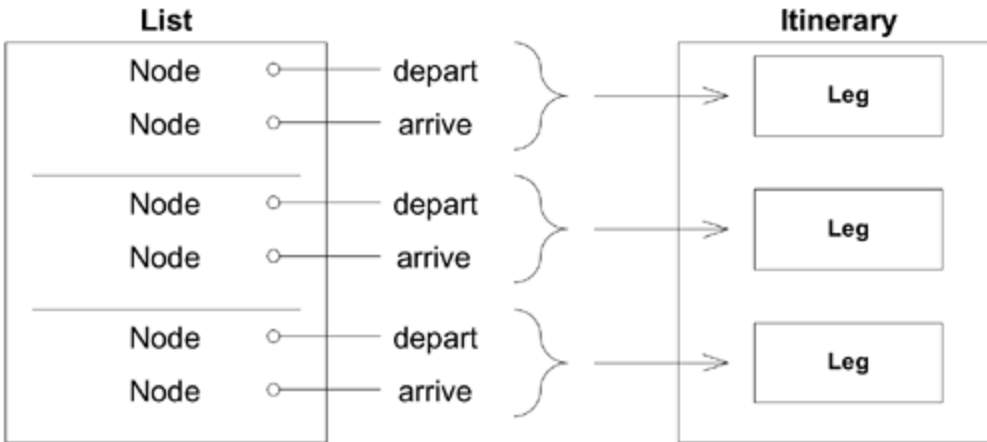 List
Itinerary
Node depart
Leg
Node arrive
Node depart
Leg
Node arrive
Node depart
Leg
Node arrive